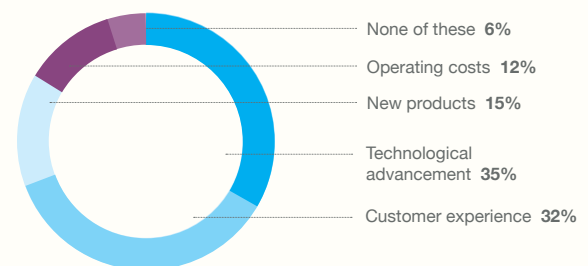 None of these 6%
Operating costs 12%
New products 15%
Technological
advancement 35%
Customer experience 32%